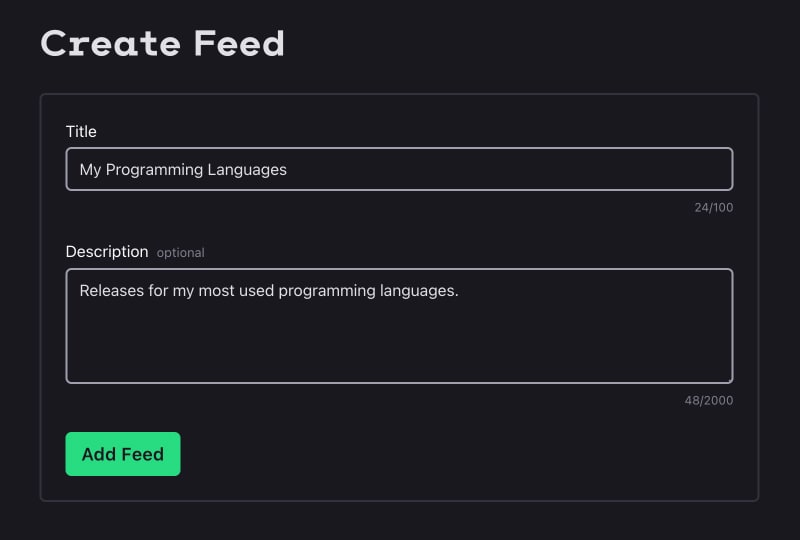 Create Feed
Title
My Programming Languages
24/100
Description optional
Releases for my most used programming languages.
48/2000
Add Feed